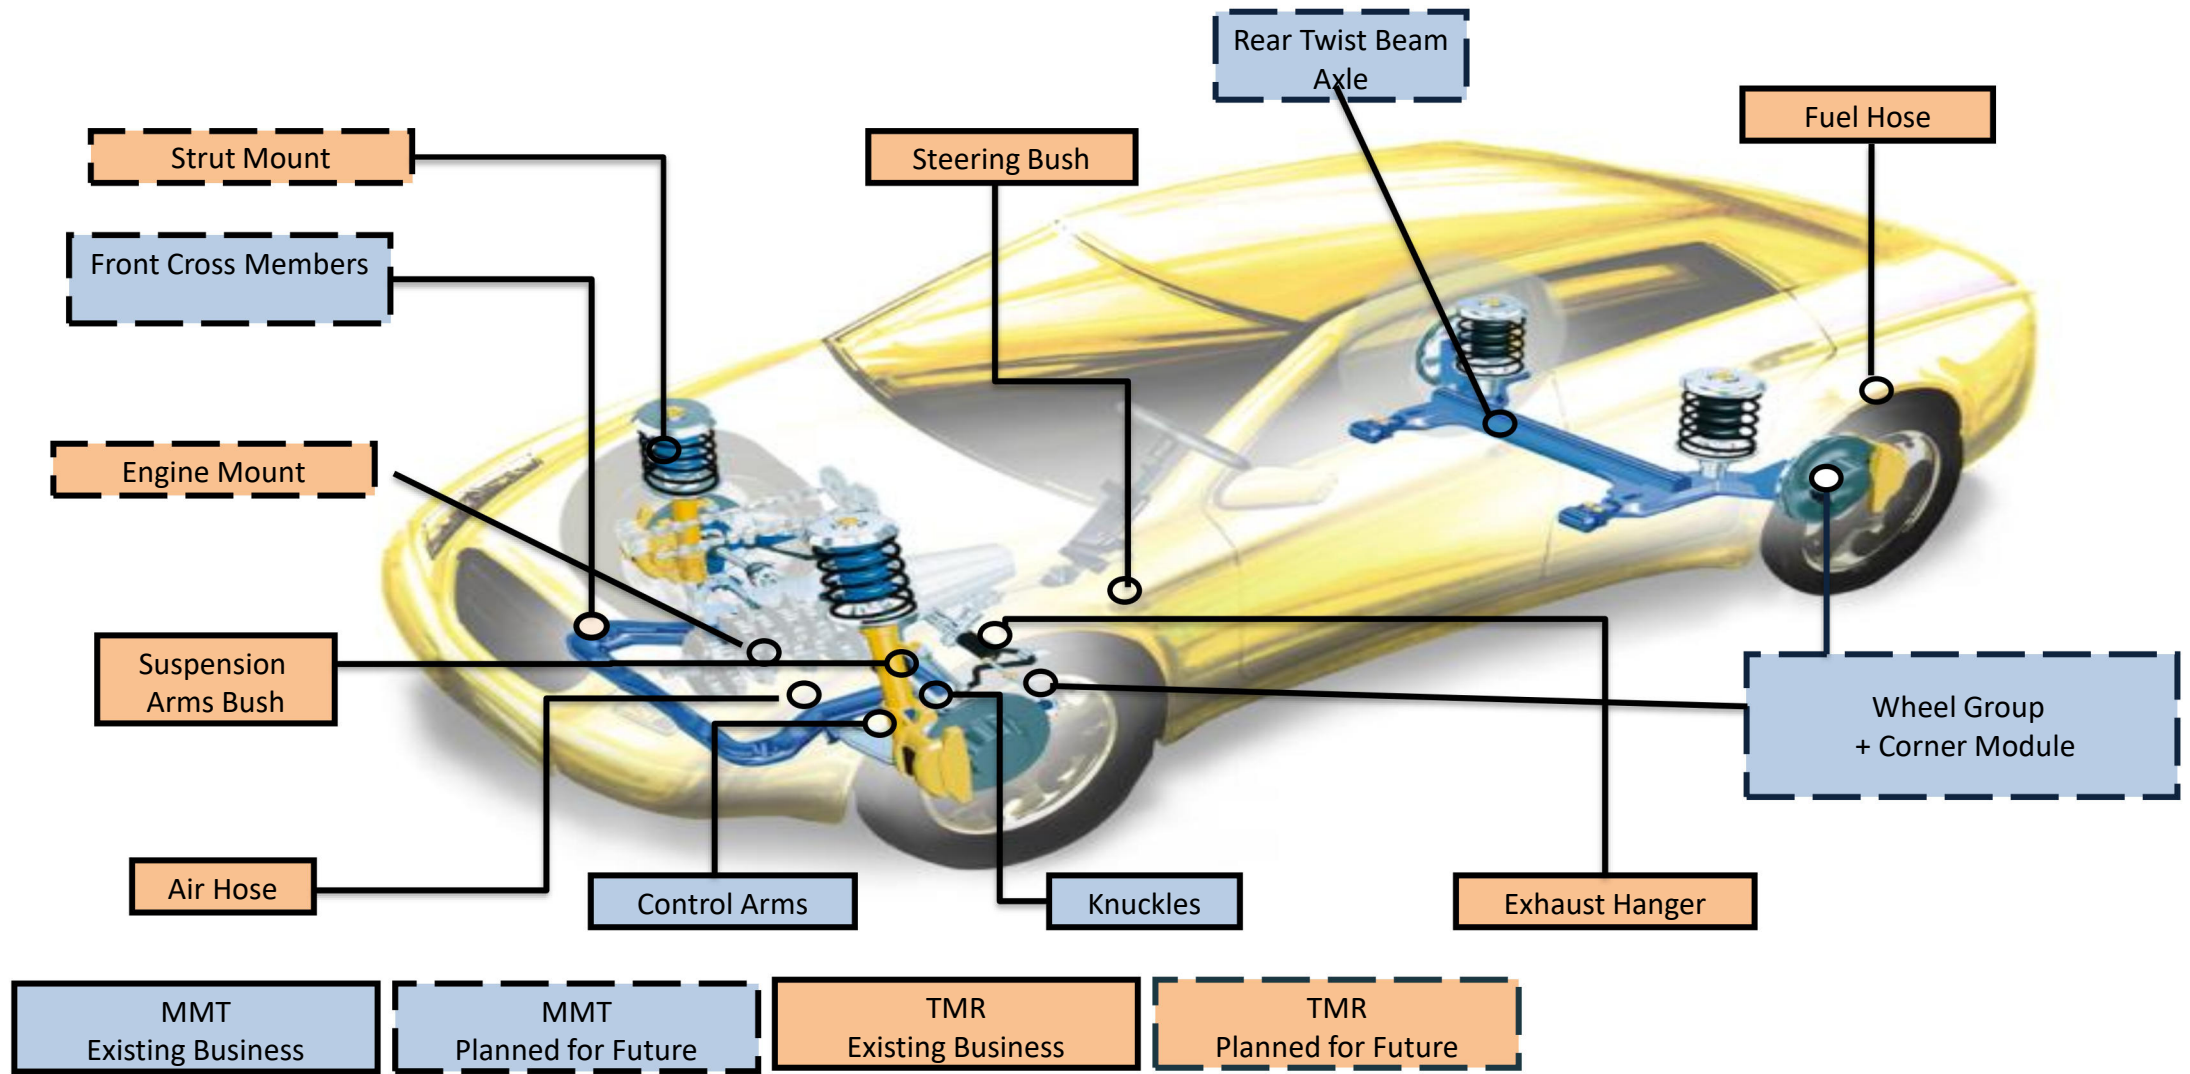 Rear Twist Beam
Axle
Fuel Hose
Strut Mount
Steering Bush
Front Cross Members
Engine Mount
Suspension
Arms Bush
Wheel Group
+ Corner Module
Air Hose
Control Arms
Knuckles
Exhaust Hanger
MMT
Existing Business
MMT
Planned for Future
TMR
Existing Business
TMR
Planned for Future